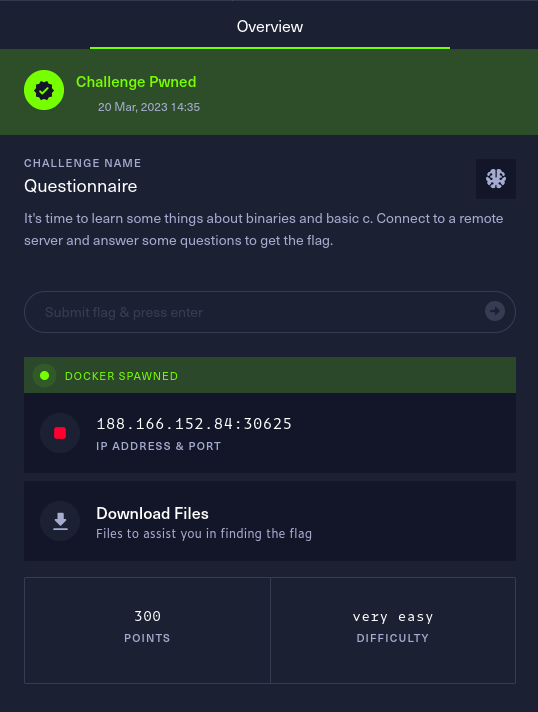 Overview
Challenge Pwned
20 Mar, 2023 14:35
CHALLENGE NAME
Questionnaire
It's time to learn some things about binaries and basic c. Connect to a remote
server and answer some questions to get the flag.
Submit flag & press enter
DOCKER SPAWNED
188.166.152.84:30625
IP ADDRESS & PORT
Download Files
Files to assist you in finding the flag
300
POINTS
very easy
DIFFICULTY